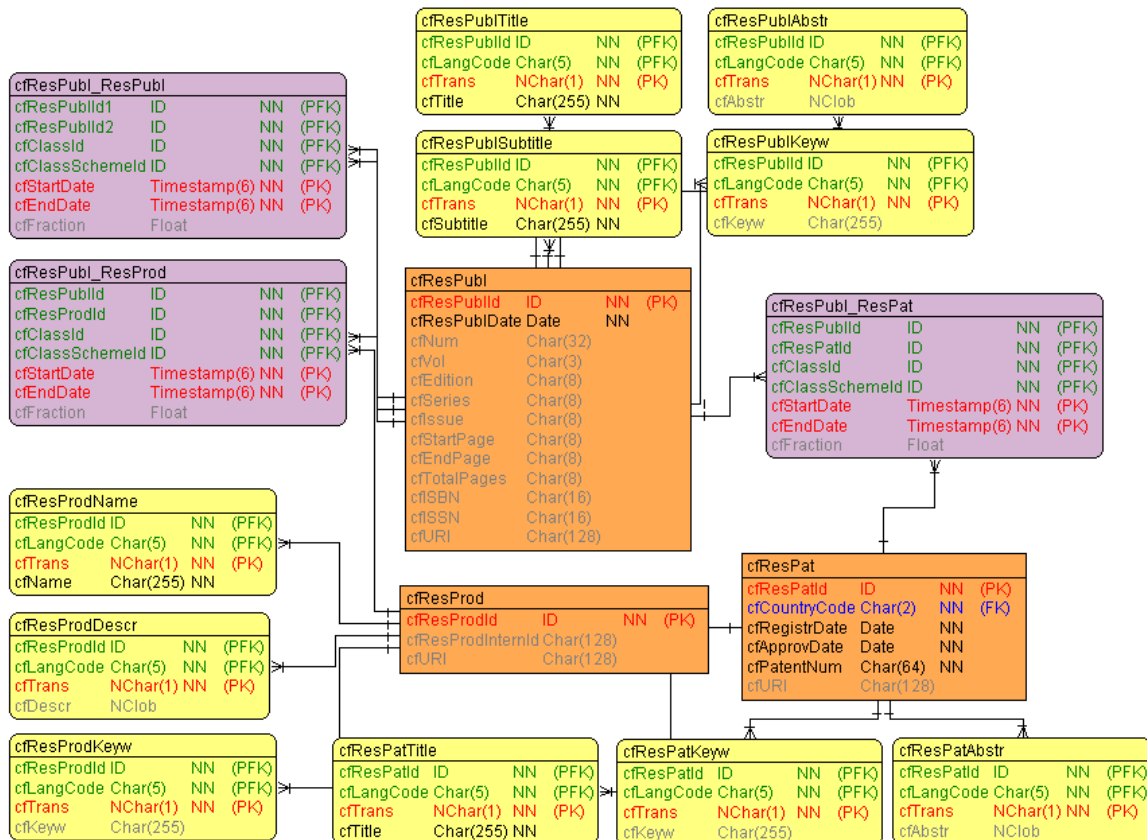 cfResPublTitle
cfResPublId ID NN (PFK)
cfLangCode Char(5) NN (PFK)
cfTrans NChar(1) NN (PK)
cfTitle Char(255) NN
cfResPublAbstr
cfResPublId ID NN (PFK)
cfLangCode Char(5) NN (PFK)
cfTrans NChar(1) NN (PK)
cfAbstr NClob
cfResPubl_ResPubl
cfResPublId1 ID NN (PFK)
cfResPublId2 ID NN (PFK)
cfClassId ID NN (PFK)
cfClassSchemeId ID NN (PFK)
cfStartDate Timestamp(6) NN (PK)
cfEndDate Timestamp(6) NN (PK)
cfFraction Float
cfResPublSubtitle
cfResPublId ID NN (PFK)
cfLangCode Char(5) NN (PFK)
cfTrans NChar(1) NN (PK)
cfSubtitle Char(255) NN
cfResPublKeyw
cfResPublId ID NN (PFK)
cfLangCode Char(5) NN (PFK)
cfTrans NChar(1) NN (PK)
cfKeyw Char(255)
cfResPubl_ResProd
cfResPublId ID NN (PFK)
cfResProdId ID NN (PFK)
cfClassId ID NN (PFK)
cfClassSchemeId ID NN (PFK)
cfStartDate Timestamp(6) NN (PK)
cfEndDate Timestamp(6) NN (PK)
cfFraction Float
cfResPubl
cfResPublId ID NN (PK)
cfResPublDate Date NN
cfNum Char(32)
cfVol Char(3)
cfEdition Char(8)
cfSeries Char(8)
cfIssue Char(8)
cfStartPage Char(8)
cfEndPage Char(8)
cfTotalPages Char(8)
cfISBN Char(16)
cfISSN Char(16)
cfURI Char(128)
cfResPubl_ResPat
cfResPublId ID NN (PFK)
cfResPatId ID NN (PFK)
cfClassId ID NN (PFK)
cfClassSchemeId ID NN (PFK)
cfStartDate Timestamp(6) NN (PK)
cfEndDate Timestamp(6) NN (PK)
cfFraction Float
cfResProdName
cfResProdId ID NN (PFK)
cfLangCode Char(5) NN (PFK)
cfTrans NChar(1) NN (PK)
cfName Char(255) NN
cfResProd
cfResProdId ID NN (PK)
cfResProdInternId Char(128)
cfURI Char(128)
cfResPat
cfResPatId ID NN (PK)
cfCountryCode Char(2) NN (FK)
cfRegistrDate Date NN
cfApprovDate Date NN
cfPatentNum Char(64) NN
cfURI Char(128)
cfResProdDescr
cfResProdId ID NN (PFK)
cfLangCode Char(5) NN (PFK)
cfTrans NChar(1) NN (PK)
cfDescr NClob
cfResProdKeyw
cfResProdId ID NN (PFK)
cfLangCode Char(5) NN (PFK)
cfTrans NChar(1) NN (PK)
cfKeyw Char(255)
cfResPatTitle
cfResPatId ID NN (PFK)
cfLangCode Char(5) NN (PFK)
cfTrans NChar(1) NN (PK)
cfTitle Char(255) NN
cfResPatKeyw
cfResPatId ID NN (PFK)
cfLangCode Char(5) NN (PFK)
cfTrans NChar(1) NN (PK)
cfKeyw Char(255)
cfResPatAbstr
cfResPatId ID NN (PFK)
cfLangCode Char(5) NN (PFK)
cfTrans NChar(1) NN (PK)
cfAbstr NClob